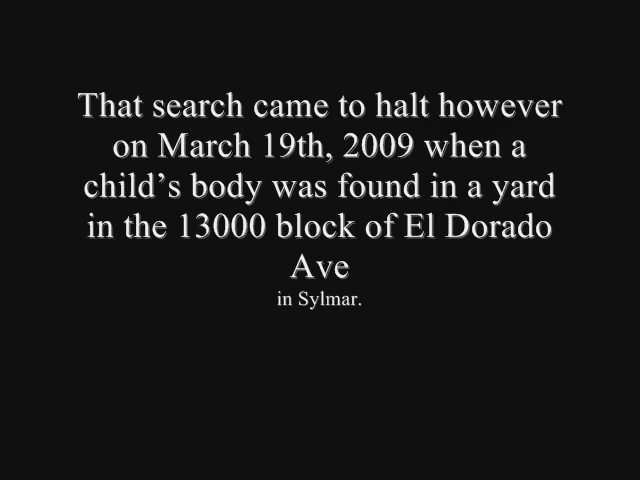 That search came to halt however
on March 19th, 2009 when a
child’s body was found in a yard
in the 13000 block of El Dorado
Ave
in Sylmar.